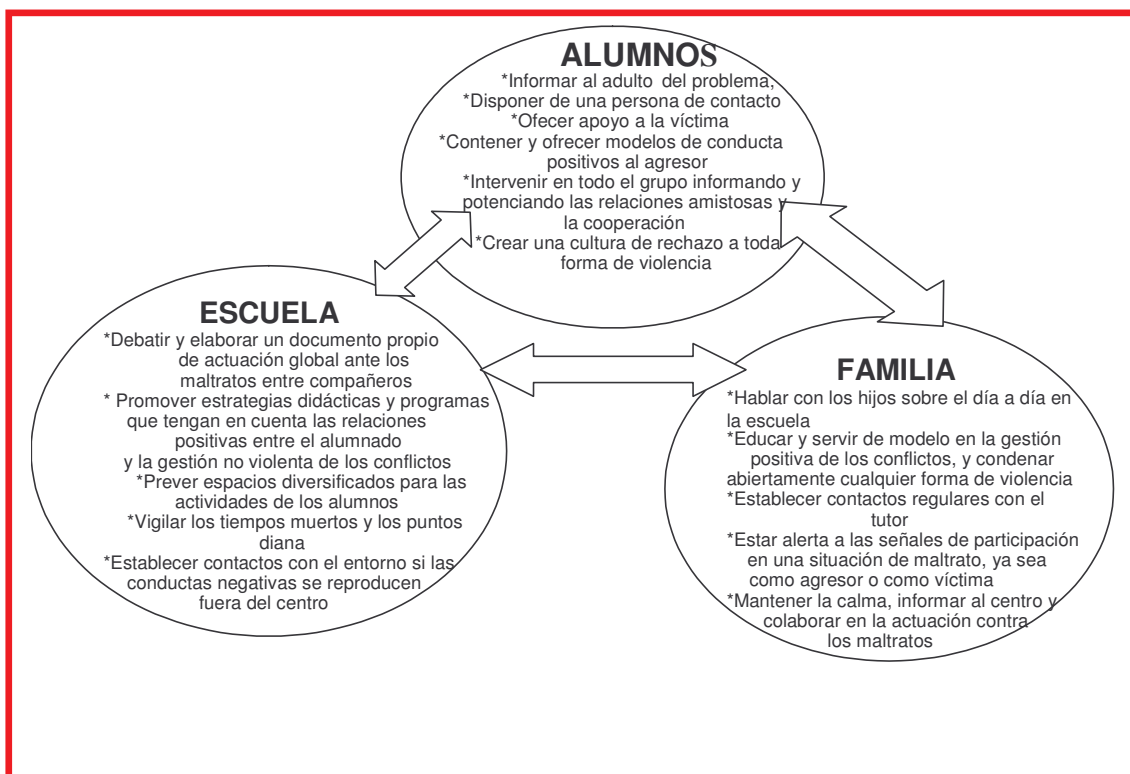 ALUMNOS
*Informar al adulto del problema,
*Disponer de una persona de contacto
*Ofecer apoyo a la víctima
*Contener y ofrecer modelos de conducta
positivos al agresor
*Intervenir en todo el grupo informando y
potenciando las relaciones amistosas y
la cooperación
*Crear una cultura de rechazo a toda
forma de violencia
ESCUELA
*Debatir y elaborar un documento propio
de actuación global ante los
maltratos entre compañeros
* Promover estrategias didácticas y programas
que tengan en cuenta las relaciones
positivas entre el alumnado
y la gestión no violenta de los conflictos
*Prever espacios diversificados para las
actividades de los alumnos
*Vigilar los tiempos muertos y los puntos
diana
*Establecer contactos con el entorno si las
conductas negativas se reproducen
fuera del centro
FAMILIA
*Hablar con los hijos sobre el día a día en
la escuela
*Educar y servir de modelo en la gestión
positiva de los conflictos, y condenar
abiertamente cualquier forma de violencia
*Establecer contactos regulares con el
tutor
*Estar alerta a las señales de participación
en una situación de maltrato, ya sea
como agresor o como víctima
*Mantener la calma, informar al centro y
colaborar en la actuación contra
los maltratos